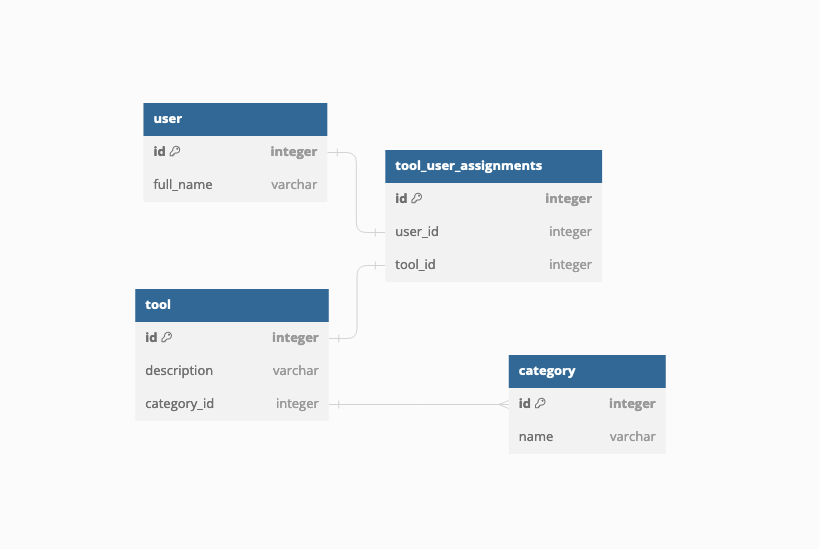 user
id integer
full_name varchar
tool_user_assignments
id integer
user_id integer
tool_id integer
tool
id integer
description varchar
category_id integer
category
id integer
name varchar